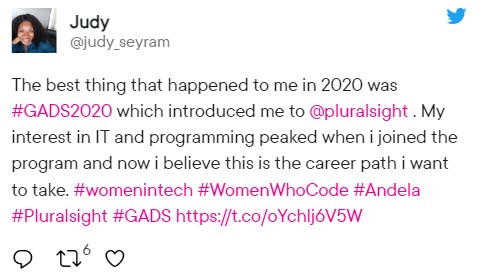 Judy
@judy_seyram
The best thing that happened to me in 2020 was
#GADS2020 which introduced me to @pluralsight . My
interest in IT and programming peaked when i joined the
program and now i believe this is the career path i want
to take. #womenintech #WomenWhoCode #Andela
#Pluralsight #GADS https://t.co/oYchlj6V5W
6